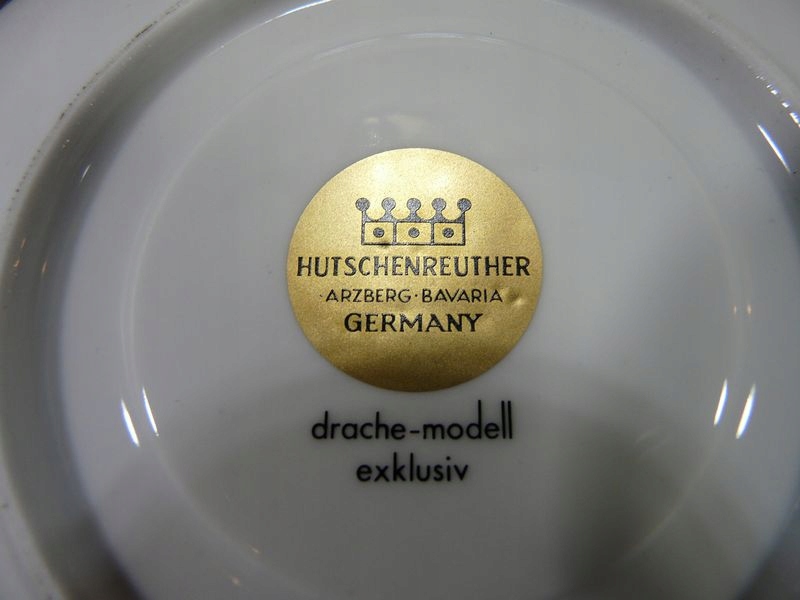 HUTSCHENREUTHER
·ARZBERG·BAVARIA·
GERMANY
drache-modell
exklusiv